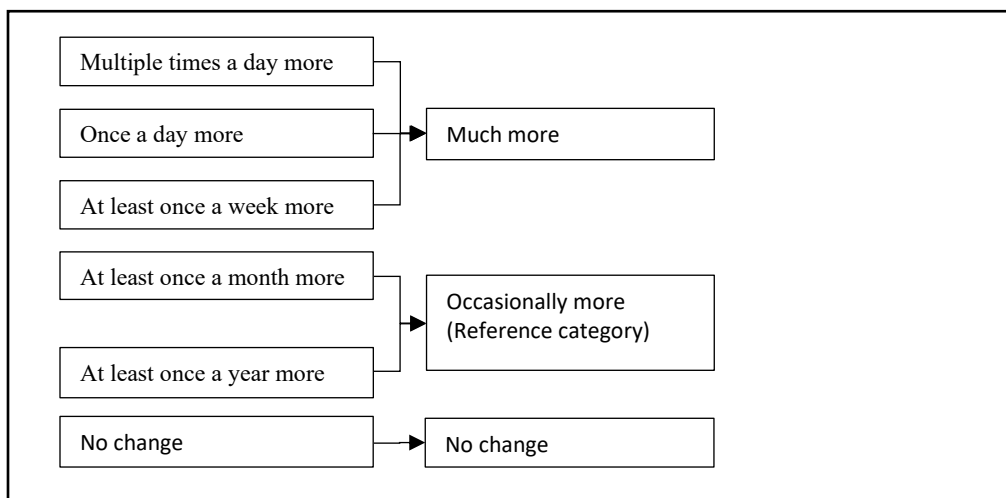 Multiple times a day more
Once a day more
Much more
At least once a week more
At least once a month more
Occasionally more
(Reference category)
At least once a year more
No change
No change